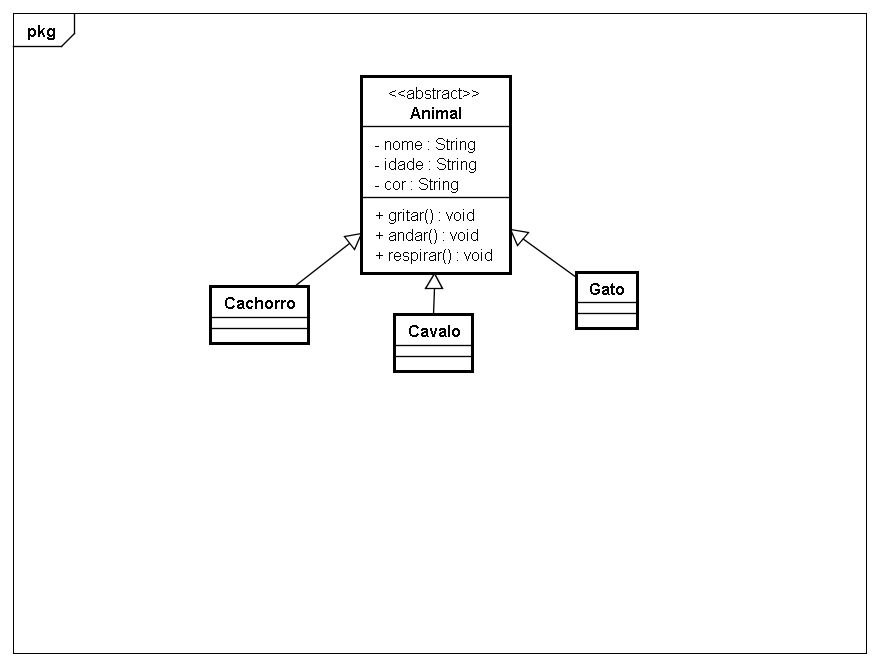 pkg
<<abstract>>
Animal
- nome : String
- idade : String
- cor : String
+ gritar() : void
+ andar() : void
+ respirar() : void
Cachorro
Cavalo
Gato